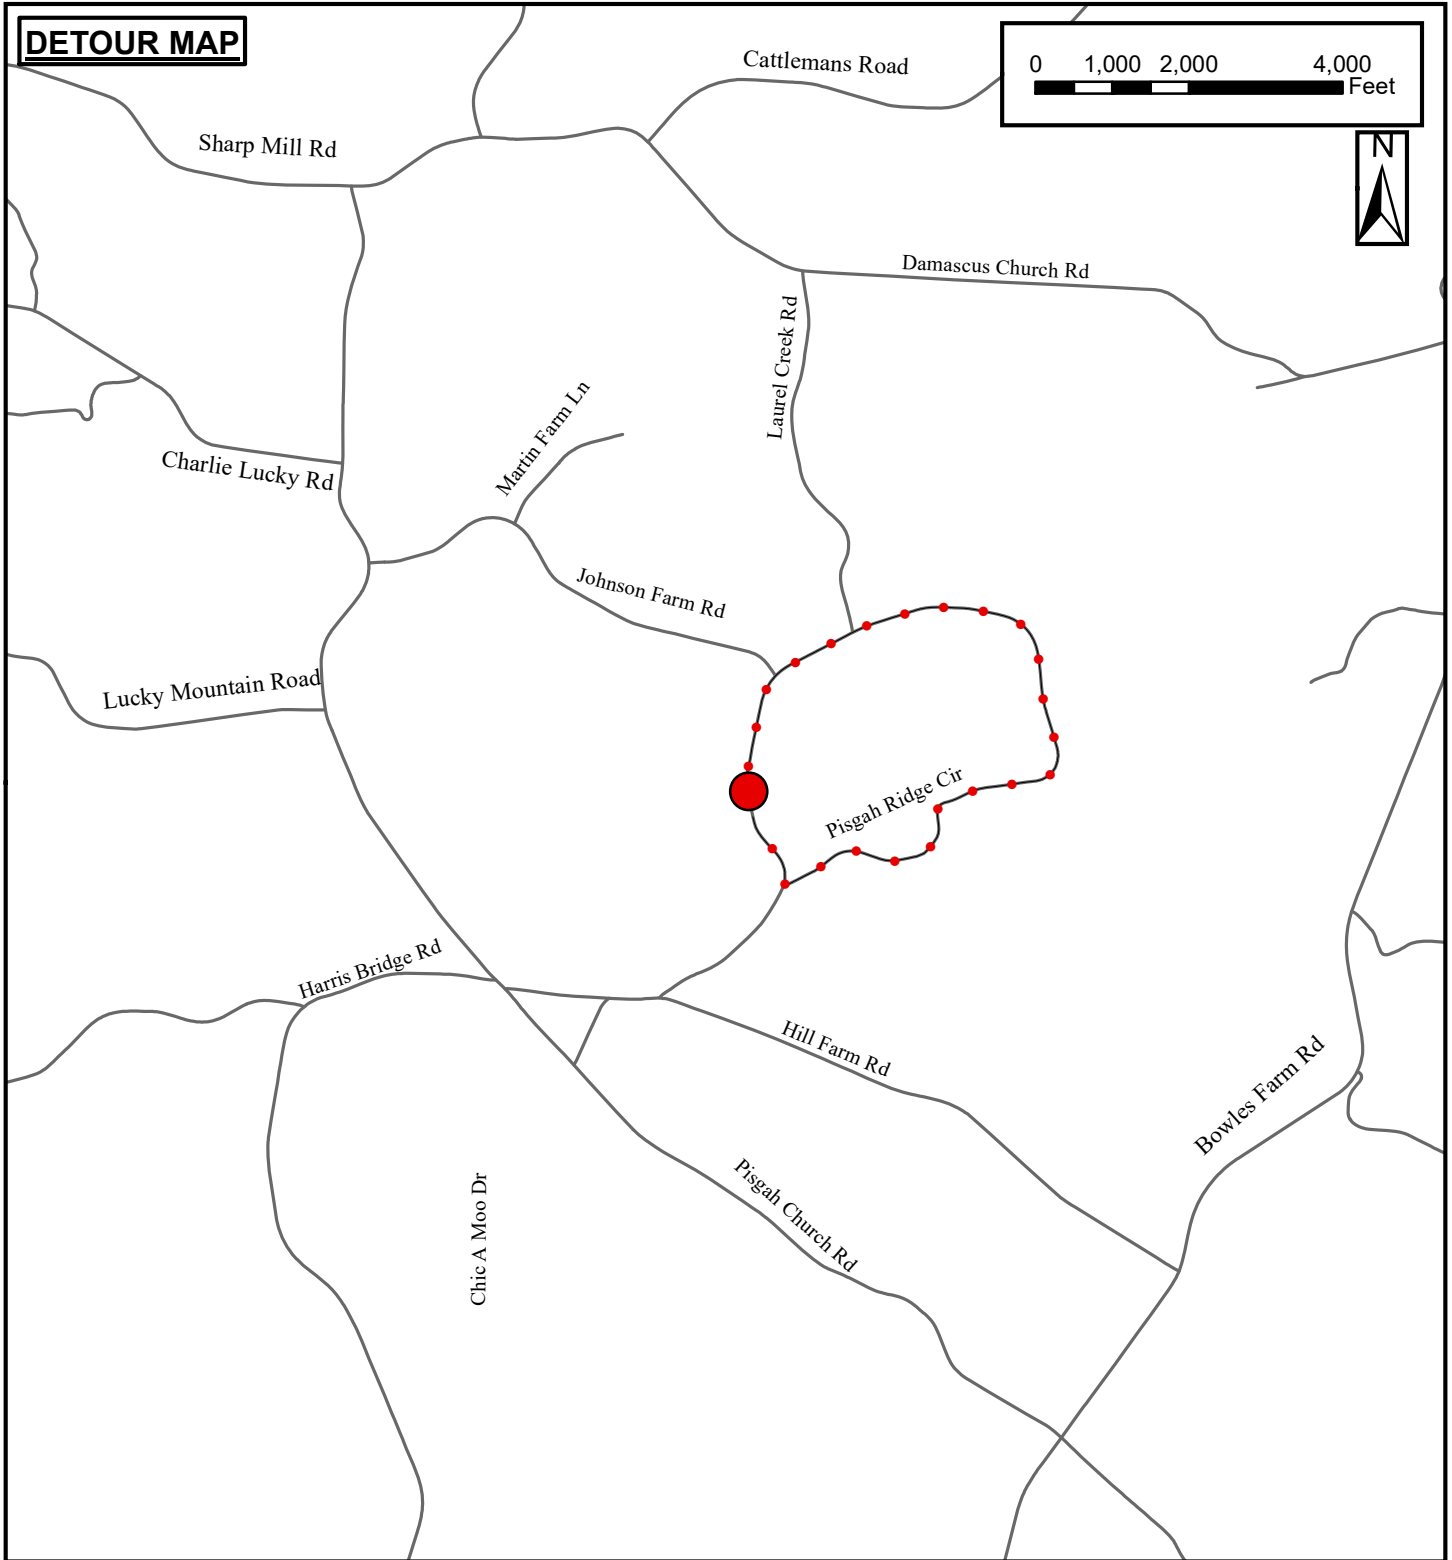 DETOUR MAP
Cattlemans Road
0 1,000 2,000 4,000
Feet
N
Sharp Mill Rd
Damascus Church Rd
Laurel Creek Rd
Martin Farm Ln
Charlie Lucky Rd
Johnson Farm Rd
Lucky Mountain Road
Pisgah Ridge Cir
Harris Bridge Rd
Hill Farm Rd
Bowles Farm Rd
Pisgah Church Rd
Chic A Moo Dr